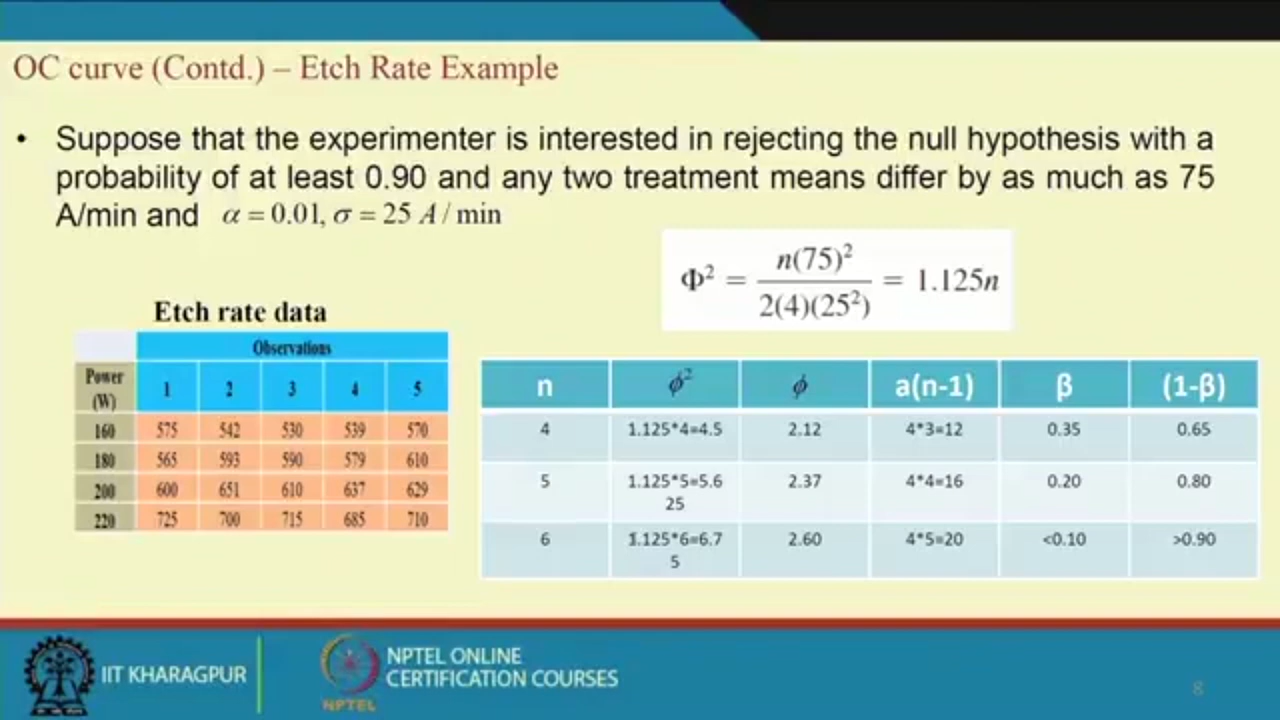 OC curve (Contd.) – Etch Rate Example
• Suppose that the experimenter is interested in rejecting the null hypothesis with a
probability of at least 0.90 and any two treatment means differ by as much as 75
A/min and α = 0.01, σ = 25 A / min
Φ² = n(75)² / 2(4)(25²) = 1.125n
Etch rate data
Observations
Power (W) 1 2 3 4 5
160 575 542 530 539 570
180 565 593 590 579 610
200 600 651 610 637 629
220 725 700 715 685 710
n ϕ² ϕ a(n-1) β (1-β)
4 1.125*4=4.5 2.12 4*3=12 0.35 0.65
5 1.125*5=5.625 2.37 4*4=16 0.20 0.80
6 1.125*6=6.75 2.60 4*5=20 <0.10 >0.90
IIT KHARAGPUR
NPTEL
NPTEL ONLINE
CERTIFICATION COURSES
8